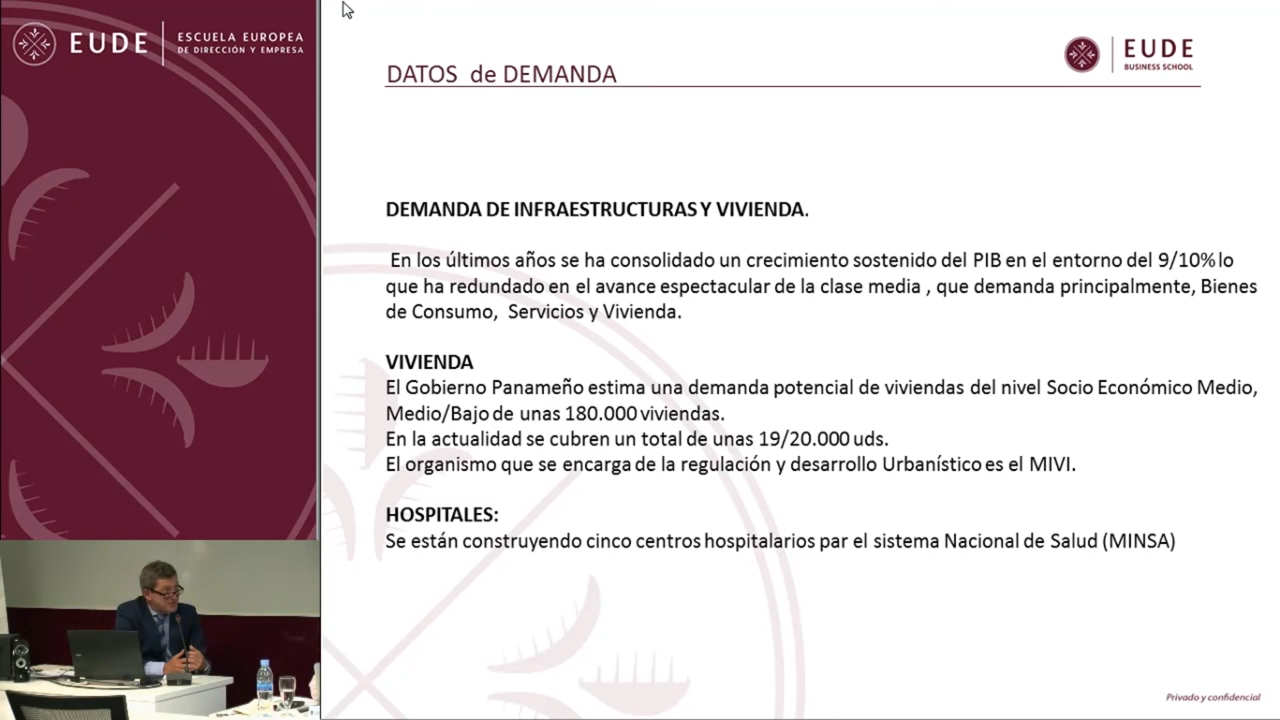 EUDE
ESCUELA EUROPEA
DE DIRECCIÓN Y EMPRESA
EUDE
BUSINESS SCHOOL
DATOS de DEMANDA
DEMANDA DE INFRAESTRUCTURAS Y VIVIENDA.
En los últimos años se ha consolidado un crecimiento sostenido del PIB en el entorno del 9/10% lo
que ha redundado en el avance espectacular de la clase media , que demanda principalmente, Bienes
de Consumo, Servicios y Vivienda.
VIVIENDA
El Gobierno Panameño estima una demanda potencial de viviendas del nivel Socio Económico Medio,
Medio/Bajo de unas 180.000 viviendas.
En la actualidad se cubren un total de unas 19/20.000 uds.
El organismo que se encarga de la regulación y desarrollo Urbanístico es el MIVI.
HOSPITALES:
Se están construyendo cinco centros hospitalarios par el sistema Nacional de Salud (MINSA)
Privado y confidencial